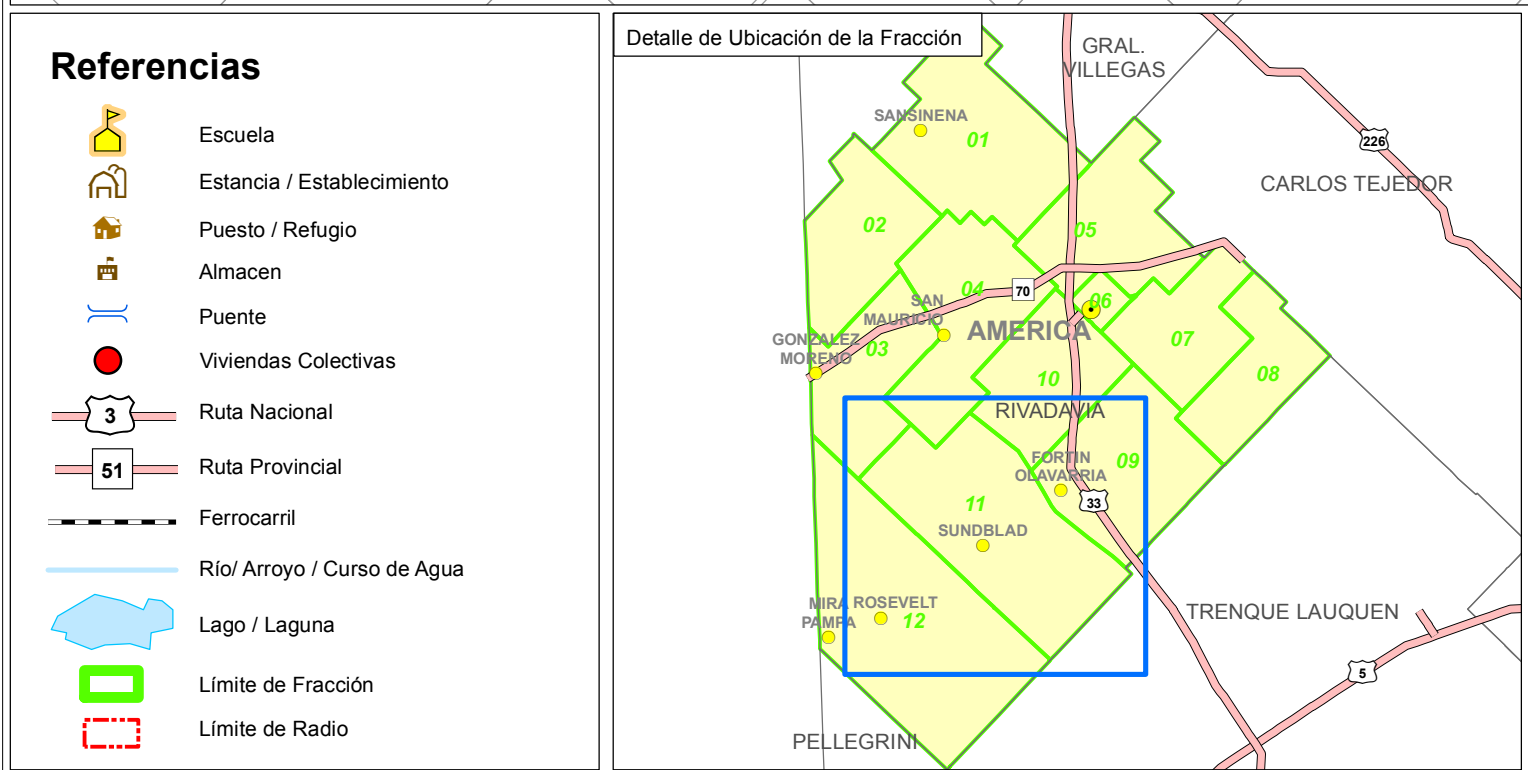 Referencias
Escuela
Estancia / Establecimiento
Puesto / Refugio
Almacen
Puente
Viviendas Colectivas
3
Ruta Nacional
51
Ruta Provincial
Ferrocarril
Río/ Arroyo / Curso de Agua
Lago / Laguna
Límite de Fracción
Límite de Radio
Detalle de Ubicación de la Fracción
GRAL.
VILLEGAS
SANSINENA
01
226
CARLOS TEJEDOR
02
05
04
70
06
SAN
MAURICIO
AMERICA
GONZALEZ
MORENO
03
07
08
10
RIVADAVIA
FORTIN
OLAVARRIA
09
11
33
SUNDBLAD
MIRA
PAMPA
ROSEVELT
12
TRENQUE LAUQUEN
5
PELLEGRINI